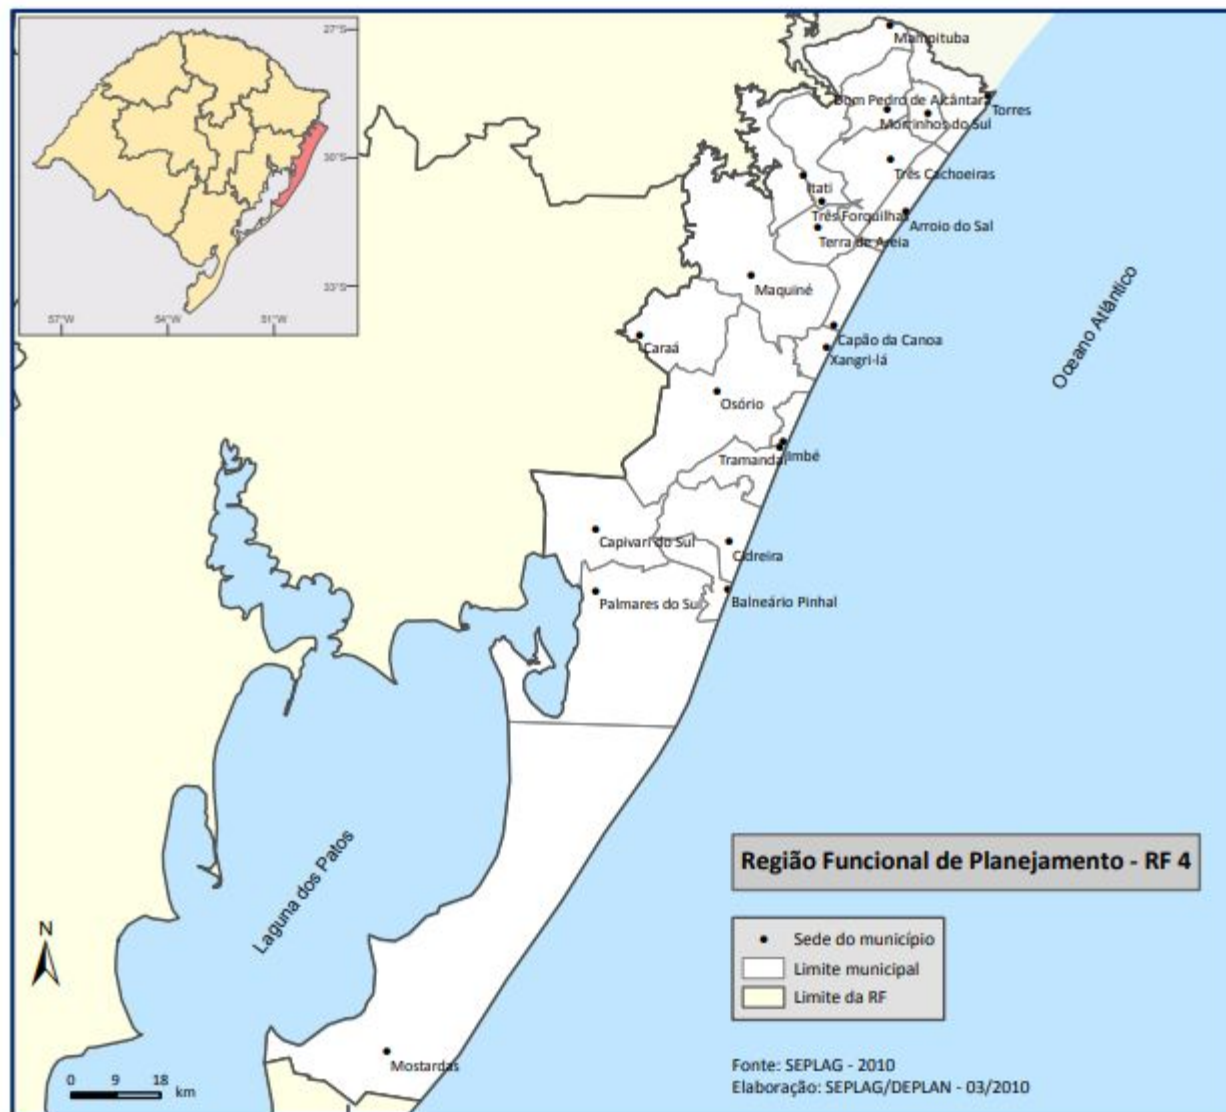 27°S
30°S
33°S
57°W
54°W
51°W
Mampituba
Dom Pedro de Alcântara
Torres
Morrinhos do Sul
Três Cachoeiras
Itati
Três Forquilhas
Arroio do Sal
Terra de Areia
Maquiné
Capão da Canoa
Caraá
Xangri-lá
Osório
Imbé
Tramandaí
Capivari do Sul
Cidreira
Palmares do Sul
Balneário Pinhal
Oceano Atlântico
Laguna dos Patos
Mostardas
Região Funcional de Planejamento - RF 4
Sede do município
Limite municipal
Limite da RF
Fonte: SEPLAG - 2010
Elaboração: SEPLAG/DEPLAN - 03/2010
N
0 9 18
km